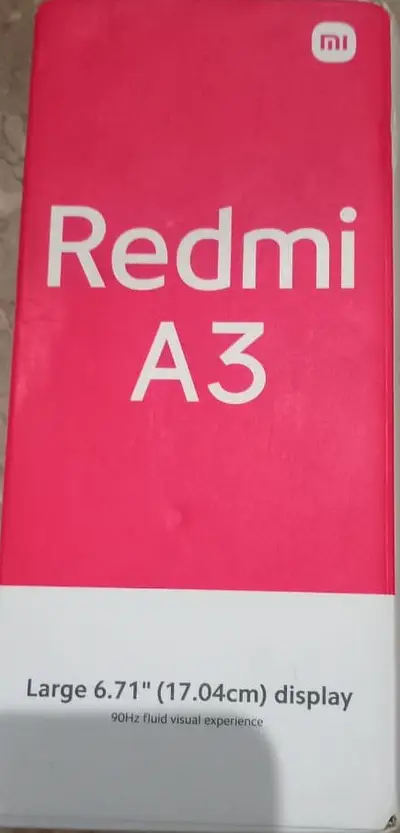 mi
Redmi
A3
Large 6.71" (17.04cm) display
90Hz fluid visual experience